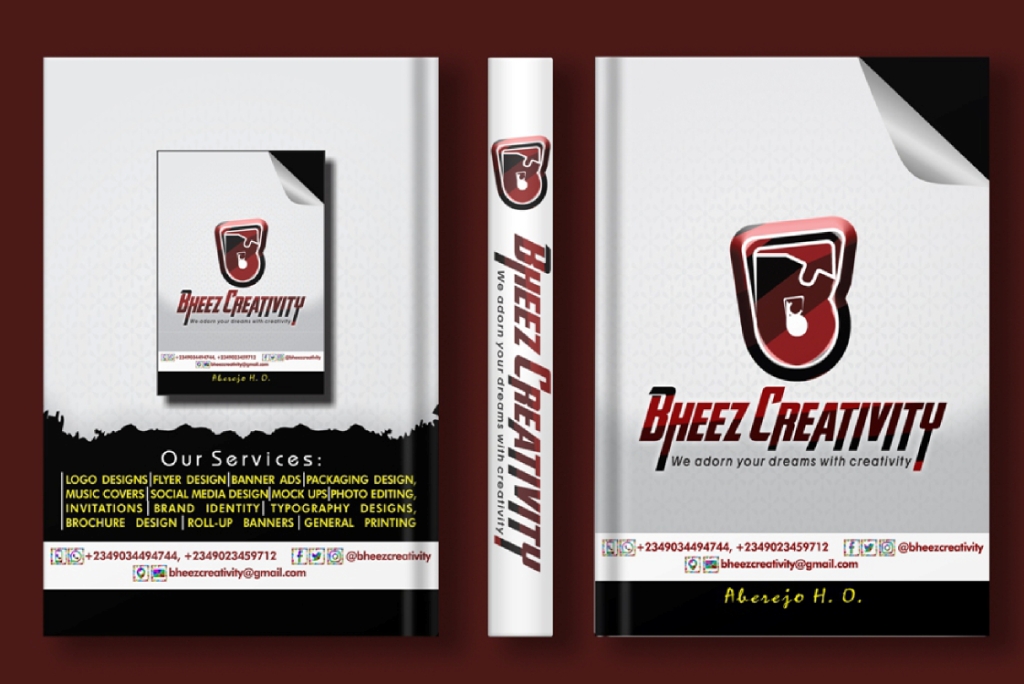 BHEEZ CREATIVITY
We adorn your dreams with creativity
+2349034494744, +2349023459712 @bheezcreativity
bheezcreativity@gmail.com
Aberejo H. O.
Our Services:
LOGO DESIGNS|FLYER DESIGN|BANNER ADS|PACKAGING DESIGN,
MUSIC COVERS|SOCIAL MEDIA DESIGN|MOCK UPS|PHOTO EDITING,
INVITATIONS| BRAND IDENTITY| TYPOGRAPHY DESIGNS,
BROCHURE DESIGN |ROLL-UP BANNERS |GENERAL PRINTING
+2349034494744, +2349023459712 @bheezcreativity
bheezcreativity@gmail.com
BHEEZ CREATIVITY
We adorn your dreams with creativity
BHEEZ CREATIVITY
We adorn your dreams with creativity
+2349034494744, +2349023459712 @bheezcreativity
bheezcreativity@gmail.com
Aberejo H. O.